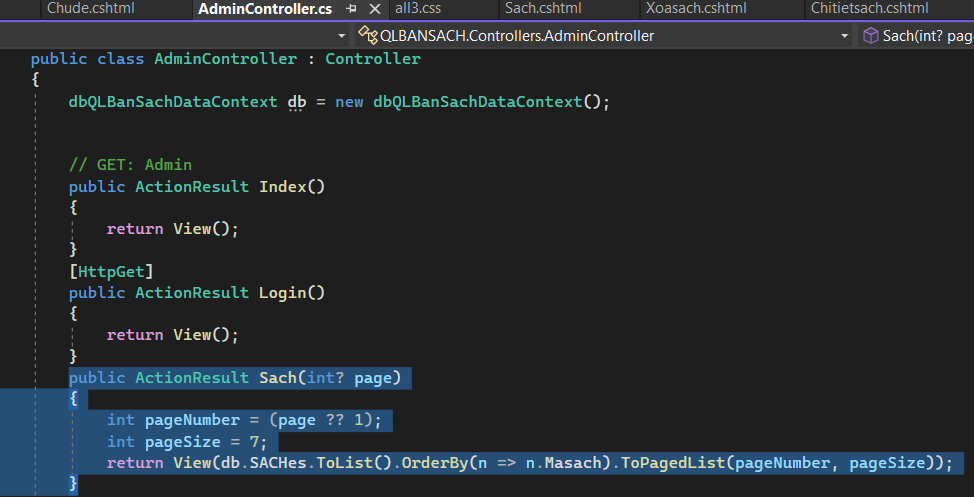 Chude.cshtml AdminController.cs all3.css Sach.cshtml Xoasach.cshtml Chitietsach.cshtml
QLBANSACH.Controllers.AdminController Sach(int? pag
public class AdminController : Controller
{
dbQLBanSachDataContext db = new dbQLBanSachDataContext();
// GET: Admin
public ActionResult Index()
{
return View();
}
[HttpGet]
public ActionResult Login()
{
return View();
}
public ActionResult Sach(int? page)
{
int pageNumber = (page ?? 1);
int pageSize = 7;
return View(db.SACHes.ToList().OrderBy(n => n.Masach).ToPagedList(pageNumber, pageSize));
}